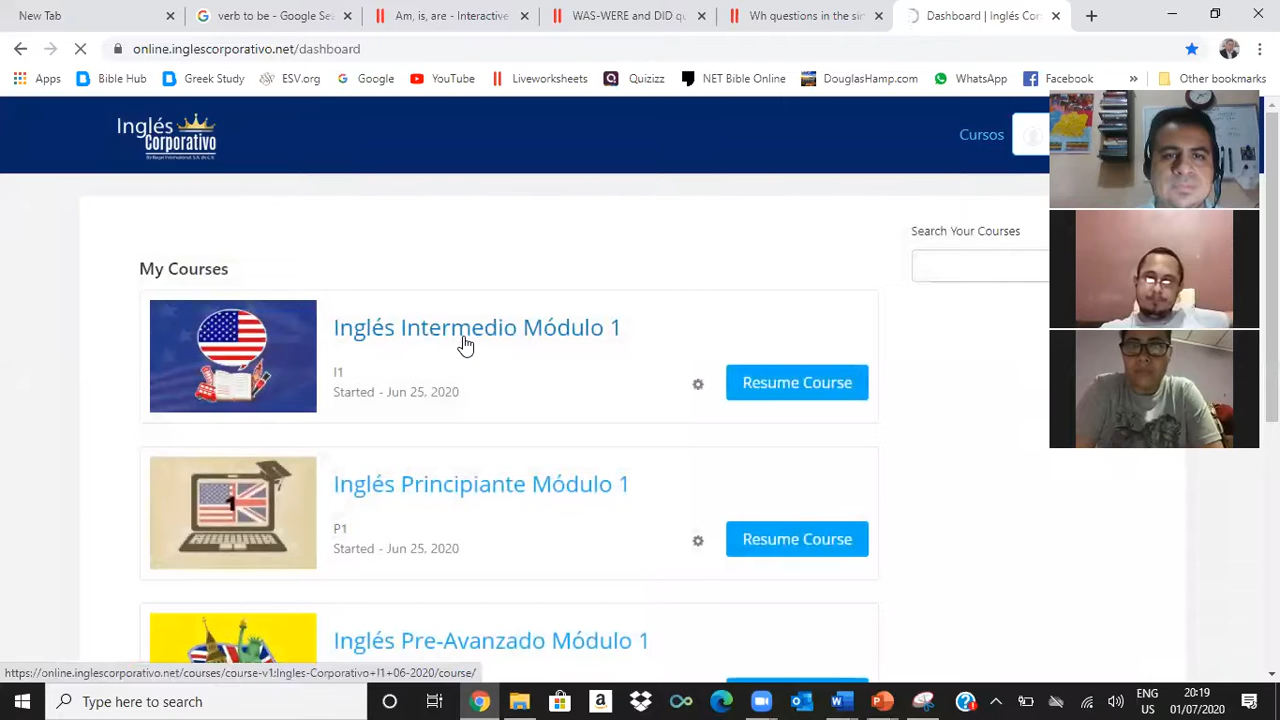 New Tab
verb to be - Google Se
Am, is, are - Interactive
WAS-WERE and DID qu
Wh questions in the sim
Dashboard | Inglés Cor
online.inglescorporativo.net/dashboard
Apps
Bible Hub
Greek Study
ESV.org
Google
YouTube
Liveworksheets
Quizizz
NET Bible Online
DouglasHamp.com
WhatsApp
Facebook
»
Other bookmarks
Inglés
Corporativo
Cursos
Search Your Courses
My Courses
Inglés Intermedio Módulo 1
I1
Started - Jun 25, 2020
Resume Course
Inglés Principiante Módulo 1
P1
Started - Jun 25, 2020
Resume Course
Inglés Pre-Avanzado Módulo 1
https://online.inglescorporativo.net/courses/course-v1:Ingles-Corporativo+I1+06-2020/course/
Type here to search
ENG
US
20:19
01/07/2020